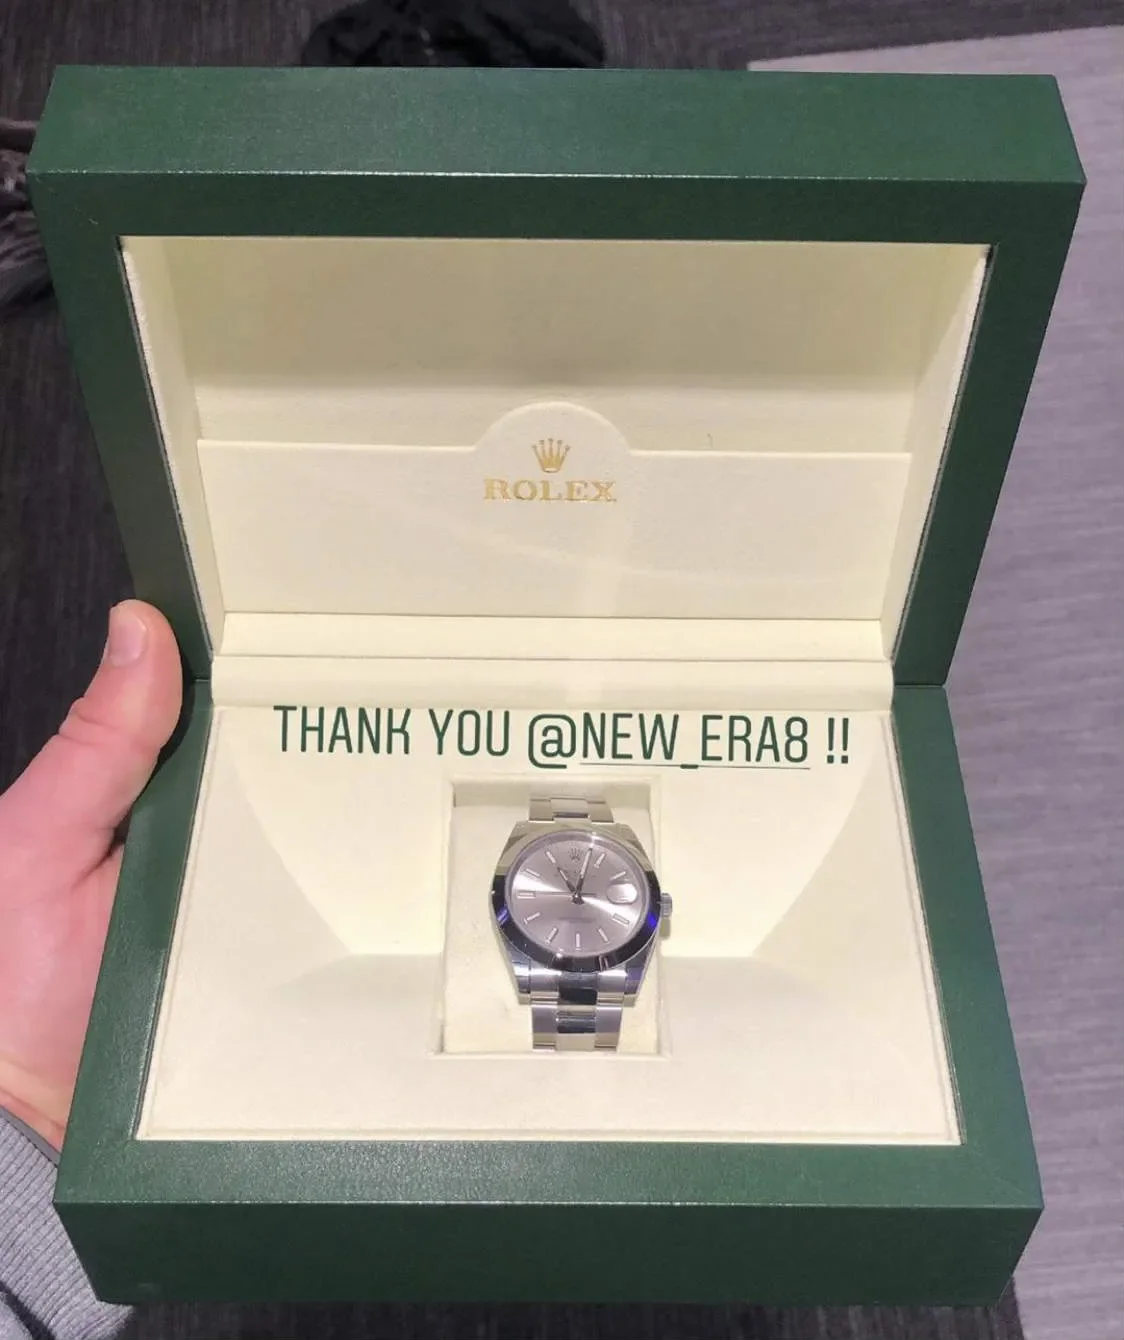 ROLEX
THANK YOU @NEW_ERA8 !!